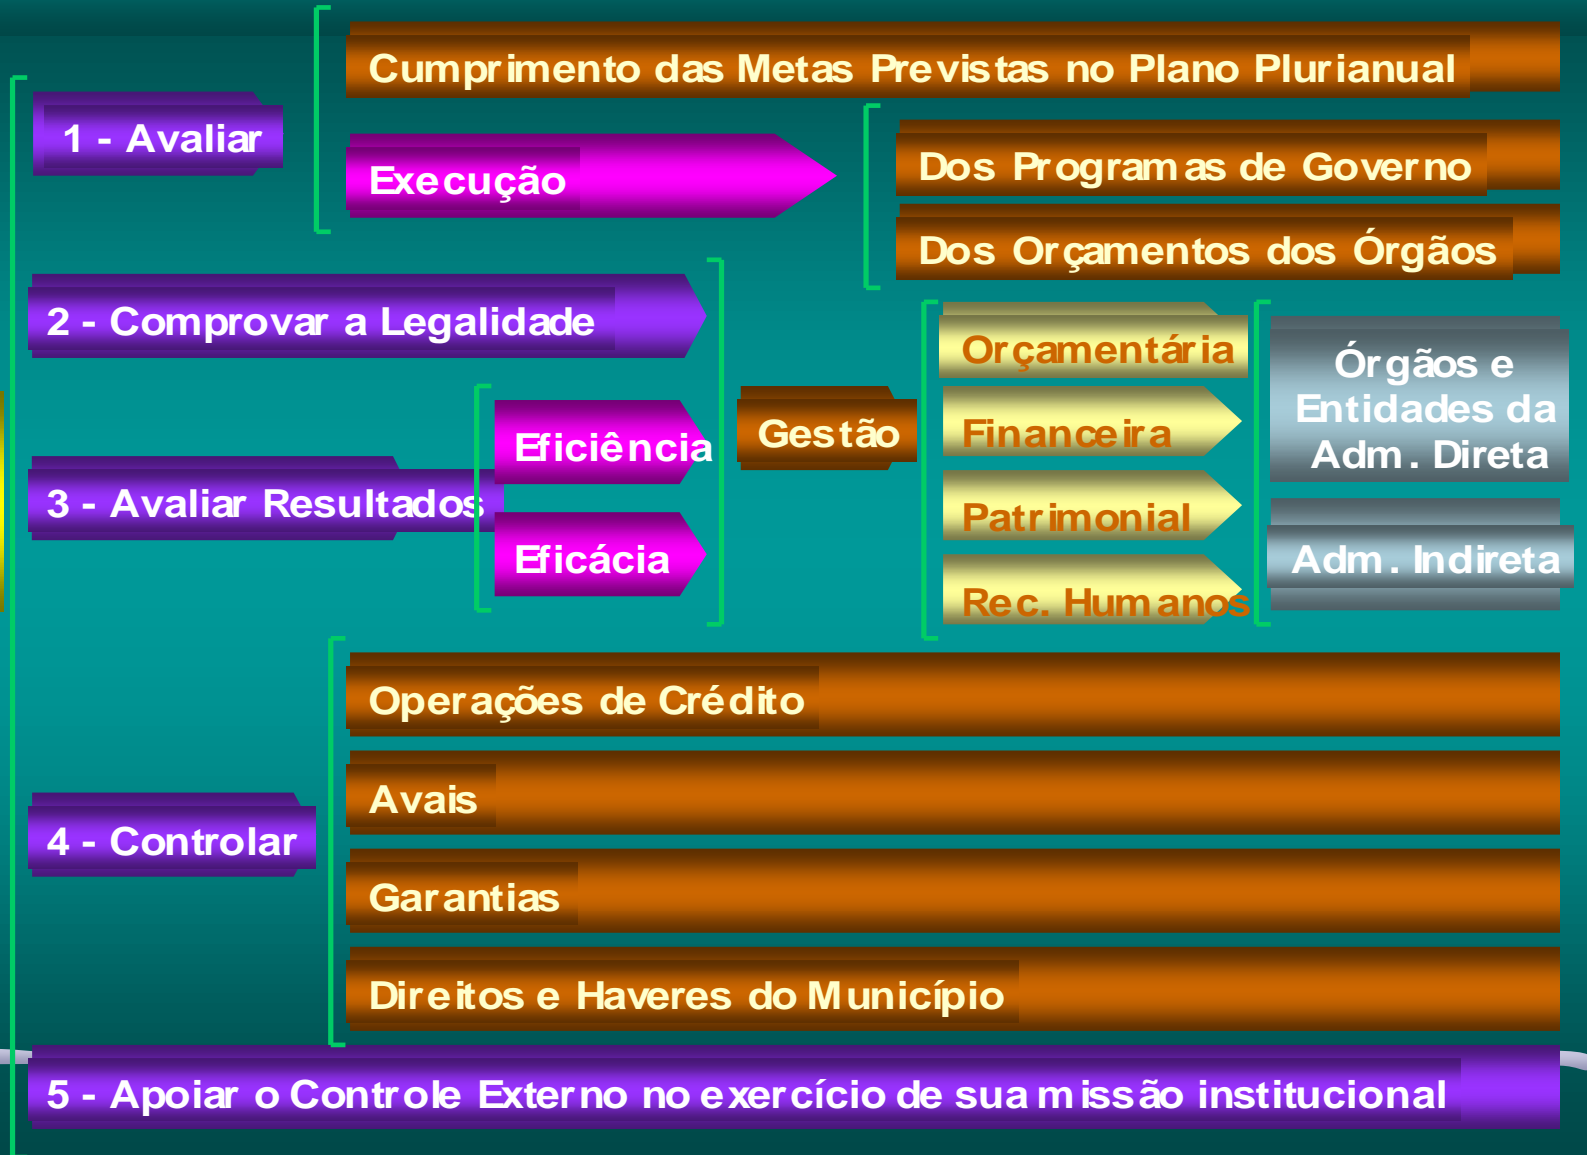 Cumprimento das Metas Previstas no Plano Plurianual
1 - Avaliar
Execução
Dos Programas de Governo
Dos Orçamentos dos Órgãos
2 - Comprovar a Legalidade
3 - Avaliar Resultados
Eficiência
Eficácia
Gestão
Orçamentária
Financeira
Patrimonial
Rec. Humanos
Órgãos e
Entidades da
Adm. Direta
Adm. Indireta
4 - Controlar
Operações de Crédito
Avais
Garantias
Direitos e Haveres do Município
5 - Apoiar o Controle Externo no exercício de sua missão institucional